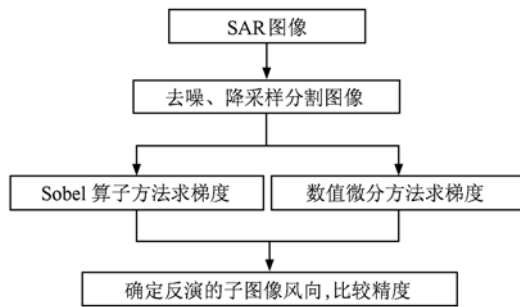 SAR图像
去噪、降采样分割图像
Sobel 算子方法求梯度
数值微分方法求梯度
确定反演的子图像风向,比较精度